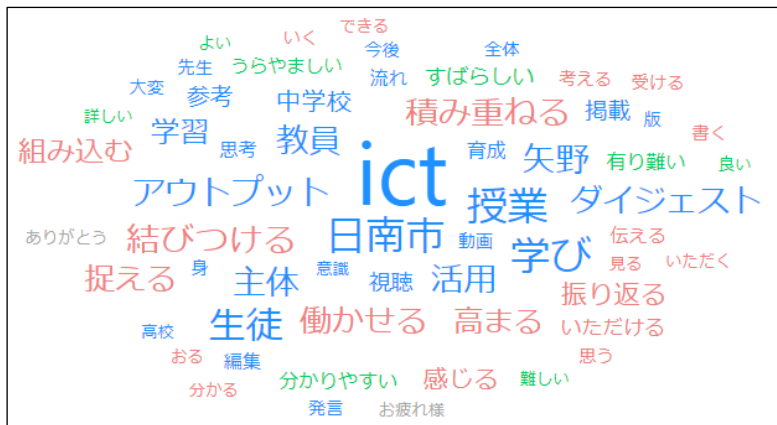 できる
よい いく 今後 全体
先生 うらやましい 流れ すばらしい 考える 受ける
大変 参考 中学校 積み重ねる 掲載 版
詳しい 学習 教員 ict 書く
組み込む 思考 育成 矢野 有り難い 良い
アウトプット 授業 ダイジェスト
ありがとう 結びつける 日南市 動画 学び 伝える
捉える 身 主体 意識 視聴 活用 見る いただく
生徒 働かせる 高まる 振り返る
高校 いただける
おる 編集 思う
分かる 分かりやすい 感じる 難しい
発言 お疲れ様